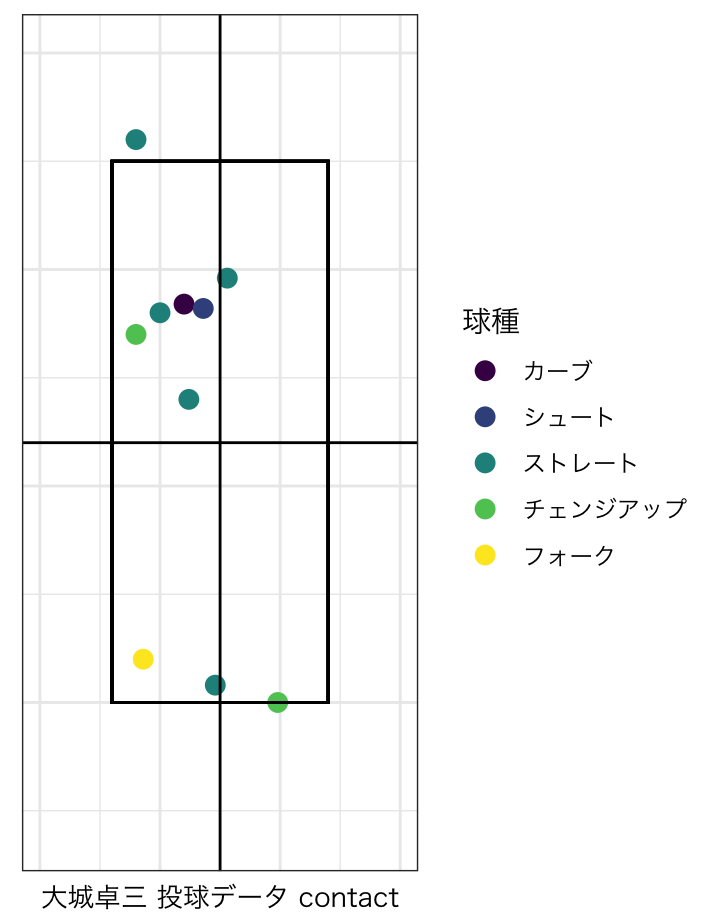 球種
カーブ
シュート
ストレート
チェンジアップ
フォーク
大城卓三 投球データ contact